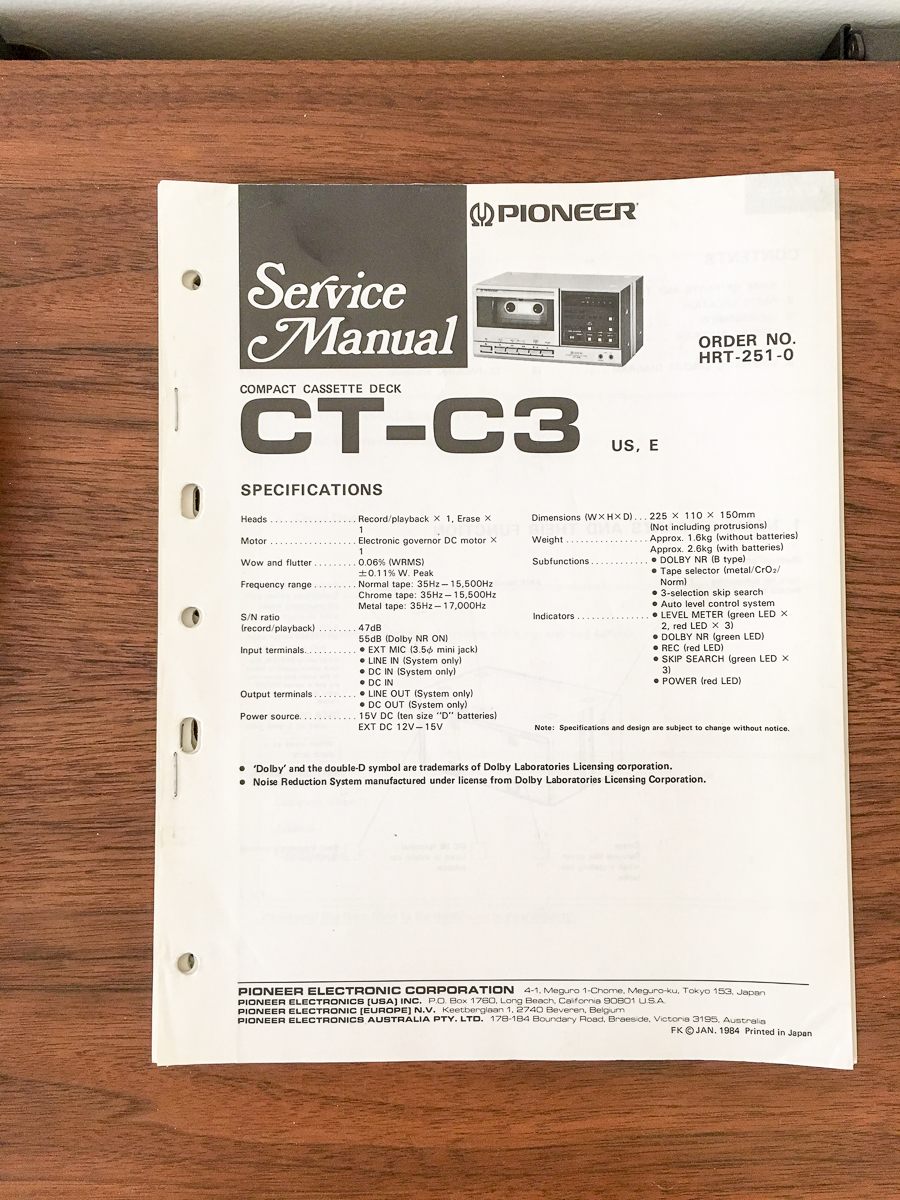 Service
Manual
PIONEER
ORDER NO.
HRT-251-0
COMPACT CASSETTE DECK
CT-C3
US, E
SPECIFICATIONS
Heads ................ Record/playback × 1, Erase ×
1
Motor ................ Electronic governor DC motor ×
1
Wow and flutter ........ 0.06% (WRMS)
±0.11% W. Peak
Frequency range ........ Normal tape: 35Hz–15,500Hz
Chrome tape: 35Hz–15,500Hz
Metal tape: 35Hz–17,000Hz
S/N ratio
(record/playback) ....... 47dB
55dB (Dolby NR ON)
Input terminals.......... ● EXT MIC (3.5ϕ mini jack)
● LINE IN (System only)
● DC IN (System only)
● DC IN
Output terminals ........ ● LINE OUT (System only)
● DC OUT (System only)
Power source........... 15V DC (ten size "D" batteries)
EXT DC 12V–15V
Dimensions (W×H×D)... 225 × 110 × 150mm
(Not including protrusions)
Weight ............... Approx. 1.6kg (without batteries)
Approx. 2.6kg (with batteries)
Subfunctions ........... ● DOLBY NR (B type)
● Tape selector (metal/CrO₂/
Norm)
● 3-selection skip search
● Auto level control system
Indicators ............. ● LEVEL METER (green LED ×
2, red LED × 3)
● DOLBY NR (green LED)
● REC (red LED)
● SKIP SEARCH (green LED ×
3)
● POWER (red LED)
Note: Specifications and design are subject to change without notice.
● 'Dolby' and the double-D symbol are trademarks of Dolby Laboratories Licensing corporation.
● Noise Reduction System manufactured under license from Dolby Laboratories Licensing Corporation.
PIONEER ELECTRONIC CORPORATION 4-1, Meguro 1-Chome, Meguro-ku, Tokyo 153, Japan
PIONEER ELECTRONICS [USA] INC. P.O. Box 1760, Long Beach, California 90801 U.S.A.
PIONEER ELECTRONIC [EUROPE] N.V. Keetberglaan 1, 2740 Beveren, Belgium
PIONEER ELECTRONICS AUSTRALIA PTY. LTD. 178-184 Boundary Road, Braeside, Victoria 3195, Australia
FK © JAN. 1984 Printed in Japan